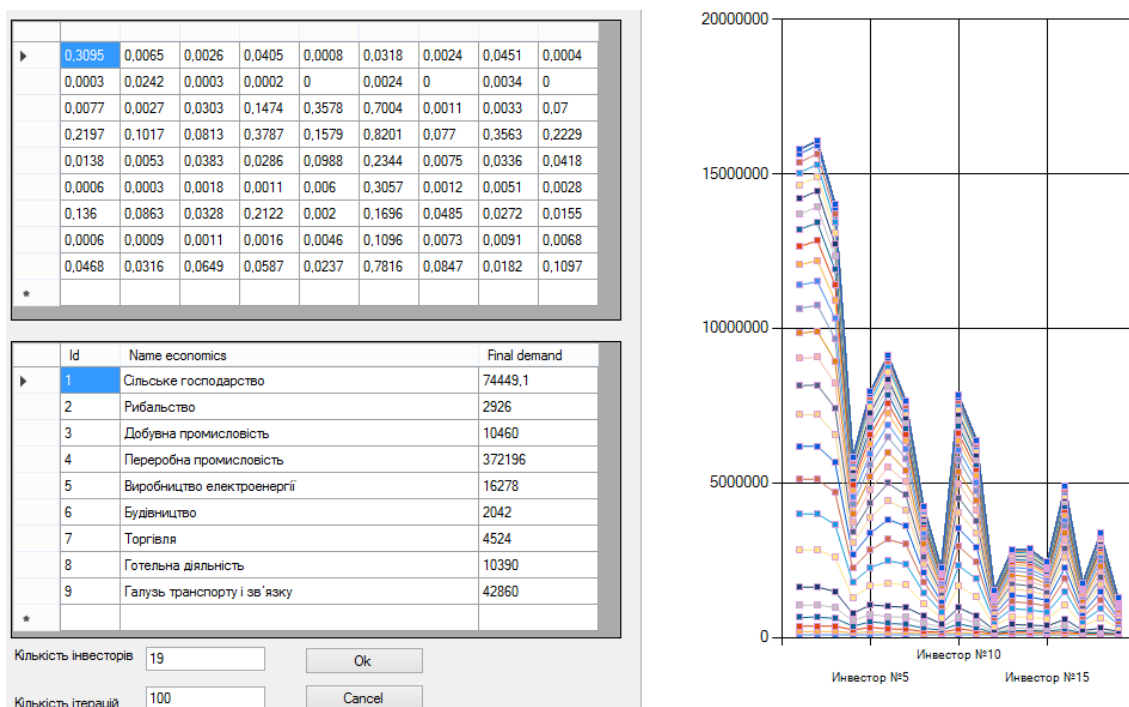 0,3095 0,0065 0,0026 0,0405 0,0008 0,0318 0,0024 0,0451 0,0004
0,0003 0,0242 0,0003 0,0002 0 0,0024 0 0,0034 0
0,0077 0,0027 0,0303 0,1474 0,3578 0,7004 0,0011 0,0033 0,07
0,2197 0,1017 0,0813 0,3787 0,1579 0,8201 0,077 0,3563 0,2229
0,0138 0,0053 0,0383 0,0286 0,0988 0,2344 0,0075 0,0336 0,0418
0,0006 0,0003 0,0018 0,0011 0,006 0,3057 0,0012 0,0051 0,0028
0,136 0,0863 0,0328 0,2122 0,002 0,1696 0,0485 0,0272 0,0155
0,0006 0,0009 0,0011 0,0016 0,0046 0,1096 0,0073 0,0091 0,0068
0,0468 0,0316 0,0649 0,0587 0,0237 0,7816 0,0847 0,0182 0,1097
*
Id Name economics Final demand
1 Сільське господарство 74449,1
2 Рибальство 2926
3 Добувна промисловість 10460
4 Переробна промисловість 372196
5 Виробництво електроенергії 16278
6 Будівництво 2042
7 Торгівля 4524
8 Готельна діяльність 10390
9 Галузь транспорту і зв'язку 42860
*
Кількість інвесторів 19 Ok
Кількість ітерацій 100 Cancel
20000000
15000000
10000000
5000000
0
Инвестор №10
Инвестор №5 Инвестор №15